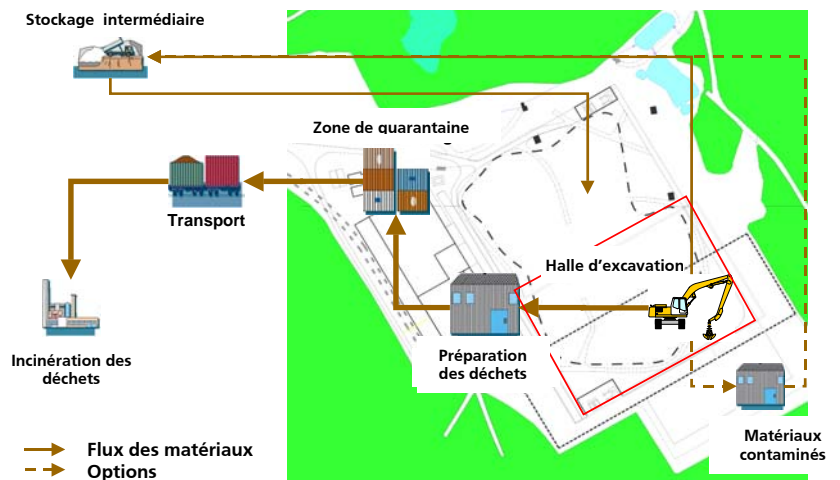 Stockage intermédiaire
Zone de quarantaine
Transport
Halle d'excavation
Incinération des
déchets
Préparation
des déchets
Matériaux
contaminés
Flux des matériaux
Options